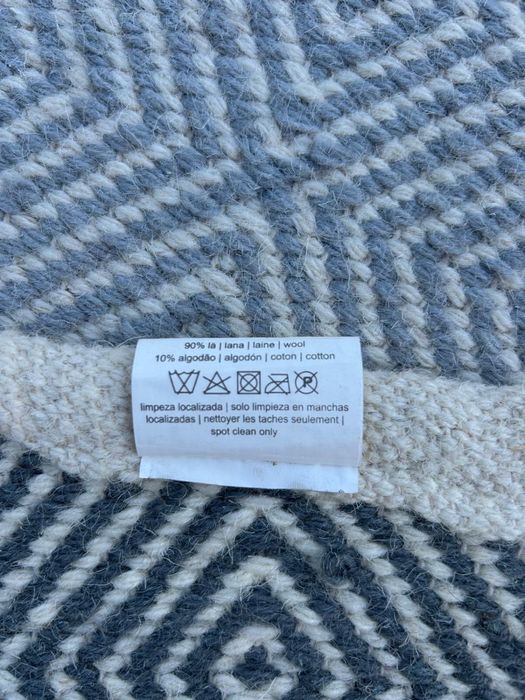 90% lã | lana | laine | wool
10% algodão | algodón | coton | cotton
P
limpeza localizada | solo limpieza en manchas
localizadas | nettoyer les taches seulement |
spot clean only